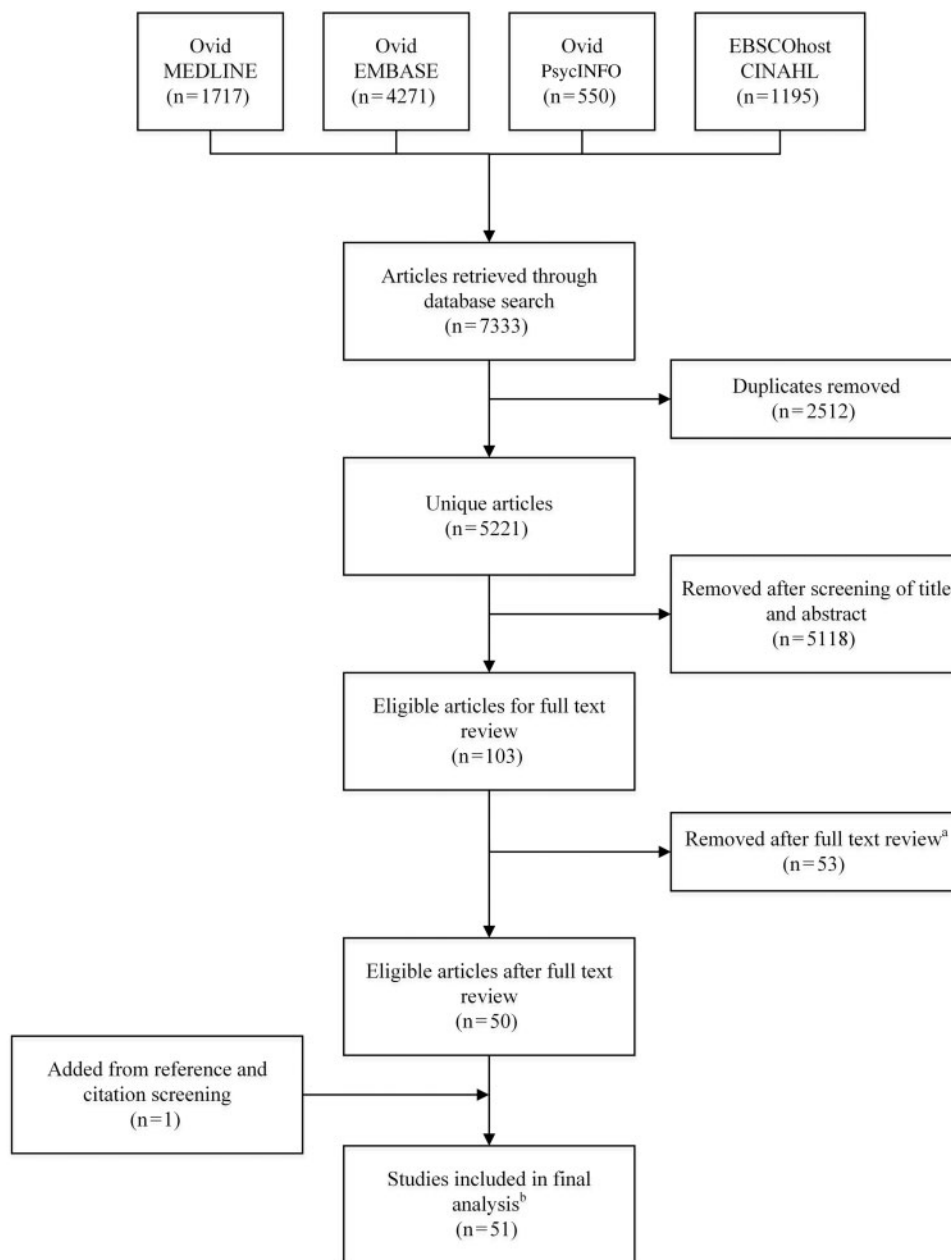 Ovid
MEDLINE
(n=1717)
Ovid
EMBASE
(n=4271)
Ovid
PsycINFO
(n=550)
EBSCOhost
CINAHL
(n=1195)
Articles retrieved through
database search
(n=7333)
Duplicates removed
(n=2512)
Unique articles
(n=5221)
Removed after screening of title
and abstract
(n=5118)
Eligible articles for full text
review
(n=103)
Removed after full text reviewᵃ
(n=53)
Eligible articles after full text
review
(n=50)
Added from reference and
citation screening
(n=1)
Studies included in final
analysisᵇ
(n=51)